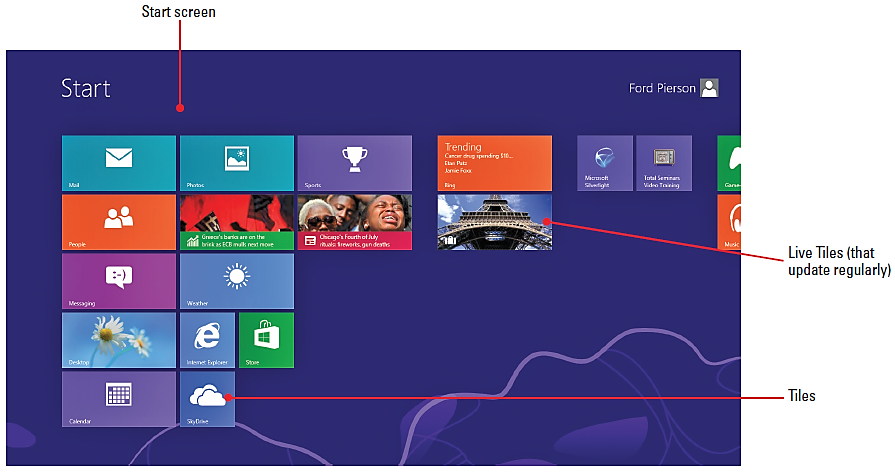 Start screen
Start
Ford Pierson
Mail
Photos
Sports
Trending
Cancer drug spending $18...
Etan Patz
Jamie Foxx
Bing
Microsoft
Silverlight
Total Seminars
Video Training
Game
People
Greece's banks are on the
brink as ECB mulls next move
Chicago's Fourth of July
rituals: fireworks, gun deaths
Music
Live Tiles (that
update regularly)
Messaging
:-)
Weather
Desktop
Internet Explorer
Store
Calendar
SkyDrive
Tiles